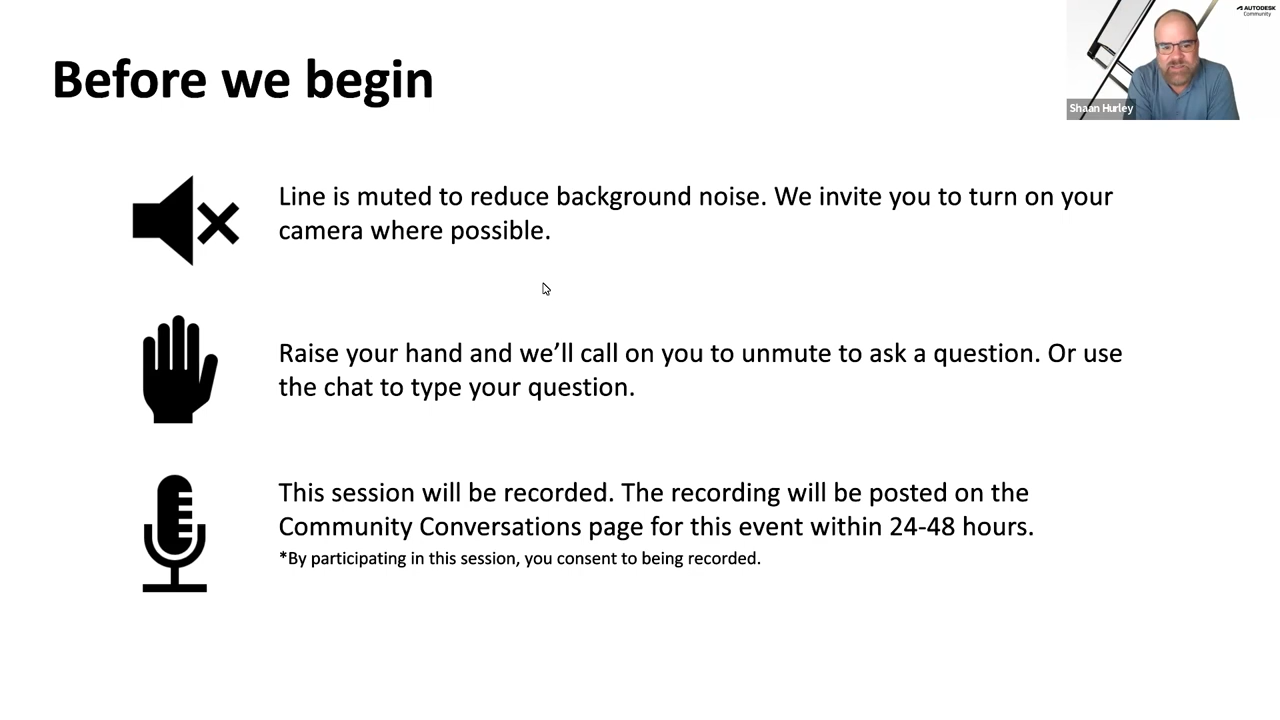 AUTODESK
Community
Before we begin
Shaan Hurley
Line is muted to reduce background noise. We invite you to turn on your
camera where possible.
Raise your hand and we’ll call on you to unmute to ask a question. Or use
the chat to type your question.
This session will be recorded. The recording will be posted on the
Community Conversations page for this event within 24-48 hours.
*By participating in this session, you consent to being recorded.